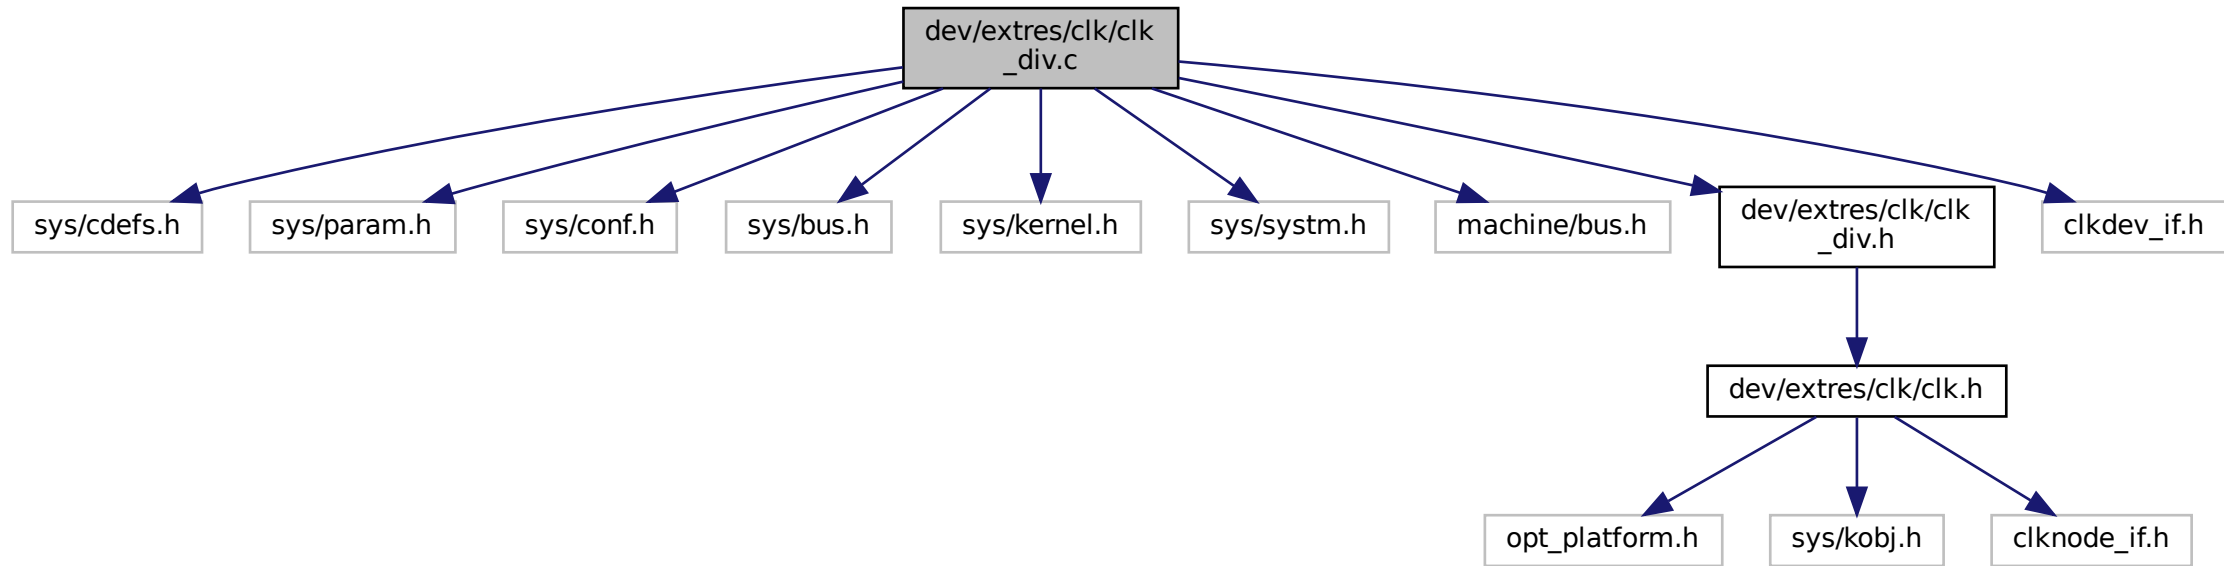 dev/extres/clk/clk
_div.c
sys/cdefs.h
sys/param.h
sys/conf.h
sys/bus.h
sys/kernel.h
sys/systm.h
machine/bus.h
dev/extres/clk/clk
_div.h
clkdev_if.h
dev/extres/clk/clk.h
opt_platform.h
sys/kobj.h
clknode_if.h